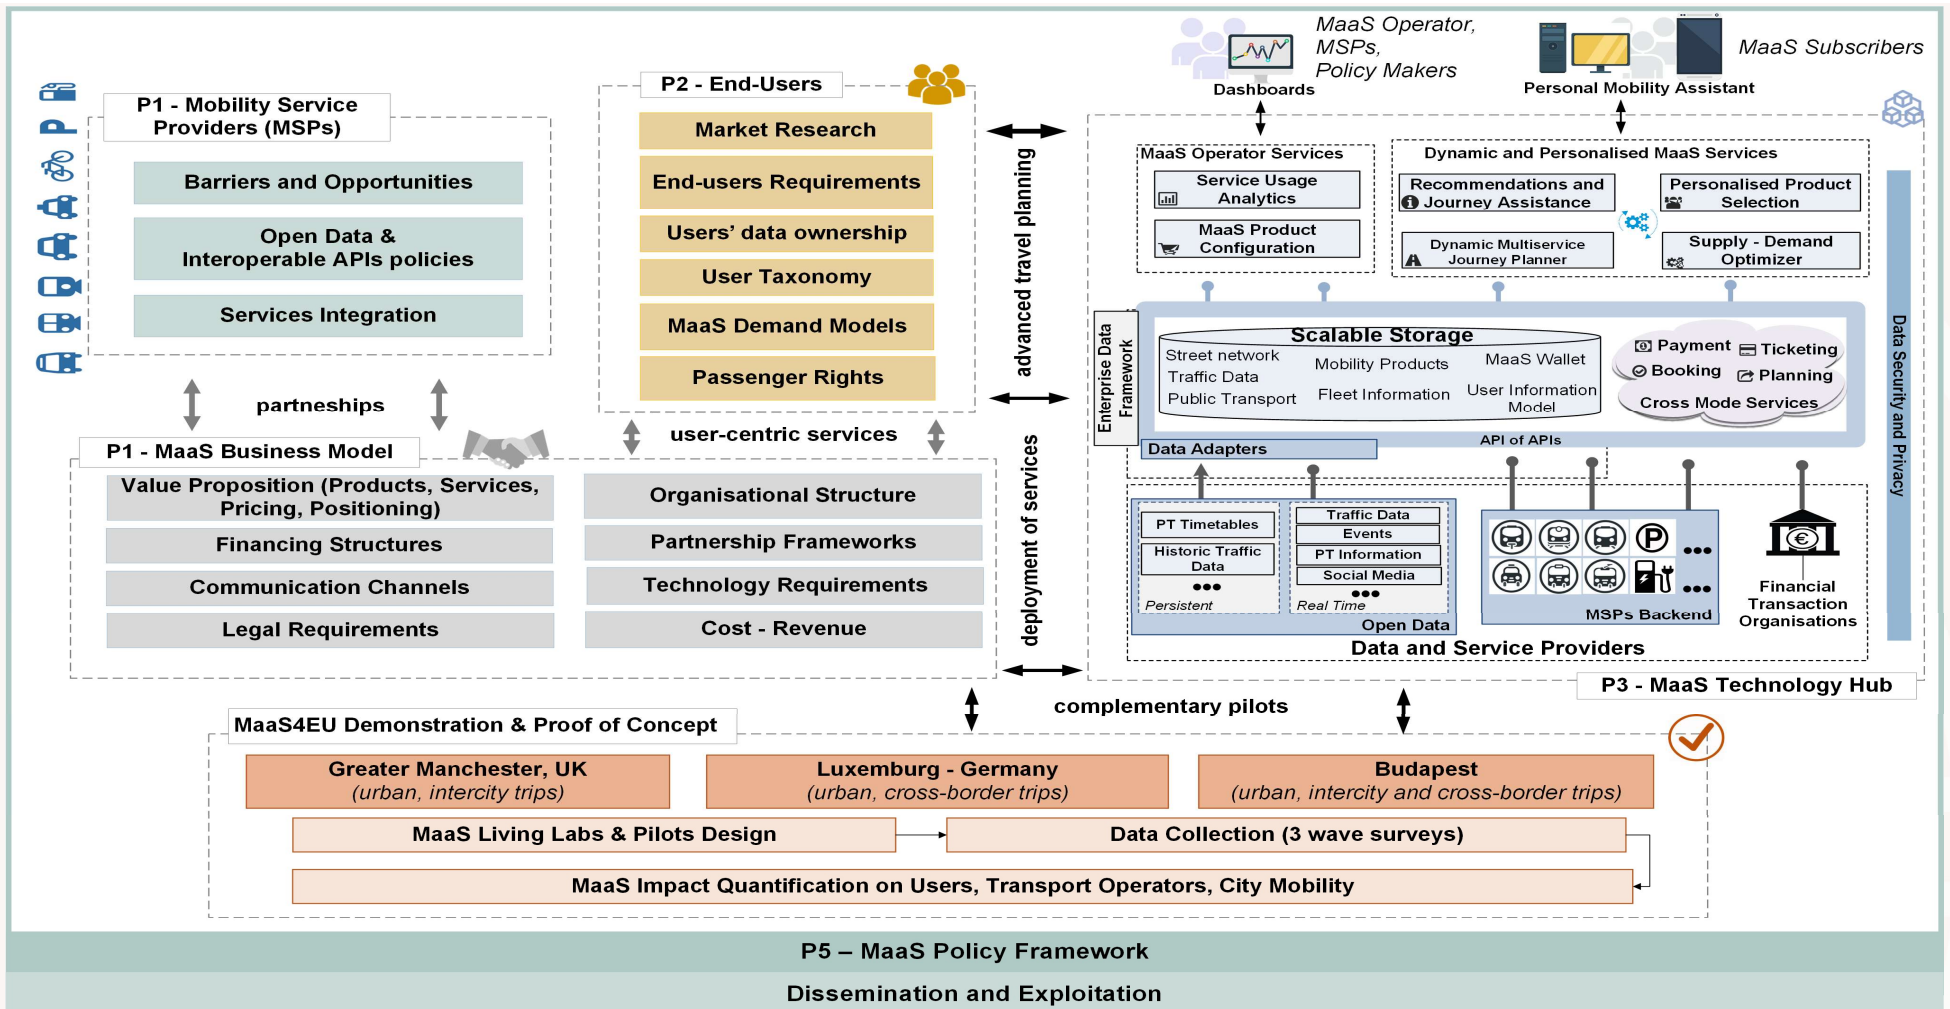 MaaS Operator,
MSPs,
Policy Makers
Dashboards
MaaS Subscribers
Personal Mobility Assistant
P1 - Mobility Service
Providers (MSPs)
Barriers and Opportunities
Open Data &
Interoperable APIs policies
Services Integration
partneships
P2 - End-Users
Market Research
End-users Requirements
Users’ data ownership
User Taxonomy
MaaS Demand Models
Passenger Rights
user-centric services
P1 - MaaS Business Model
Value Proposition (Products, Services,
Pricing, Positioning)
Financing Structures
Communication Channels
Legal Requirements
Organisational Structure
Partnership Frameworks
Technology Requirements
Cost - Revenue
advanced travel planning
deployment of services
MaaS Operator Services
Service Usage
Analytics
MaaS Product
Configuration
Dynamic and Personalised MaaS Services
Recommendations and
Journey Assistance
Personalised Product
Selection
Dynamic Multiservice
Journey Planner
Supply - Demand
Optimizer
Enterprise Data
Framework
Scalable Storage
Street network
Traffic Data
Public Transport
Mobility Products
Fleet Information
MaaS Wallet
User Information
Model
Payment
Ticketing
Booking
Planning
Cross Mode Services
Data Adapters
API of APIs
Data Security and Privacy
PT Timetables
Historic Traffic
Data
•••
Persistent
Traffic Data
Events
PT Information
Social Media
•••
Real Time
Open Data
P
•••
•••
MSPs Backend
€
Financial
Transaction
Organisations
Data and Service Providers
P3 - MaaS Technology Hub
complementary pilots
MaaS4EU Demonstration & Proof of Concept
Greater Manchester, UK
(urban, intercity trips)
Luxemburg - Germany
(urban, cross-border trips)
Budapest
(urban, intercity and cross-border trips)
MaaS Living Labs & Pilots Design
Data Collection (3 wave surveys)
MaaS Impact Quantification on Users, Transport Operators, City Mobility
P5 – MaaS Policy Framework
Dissemination and Exploitation